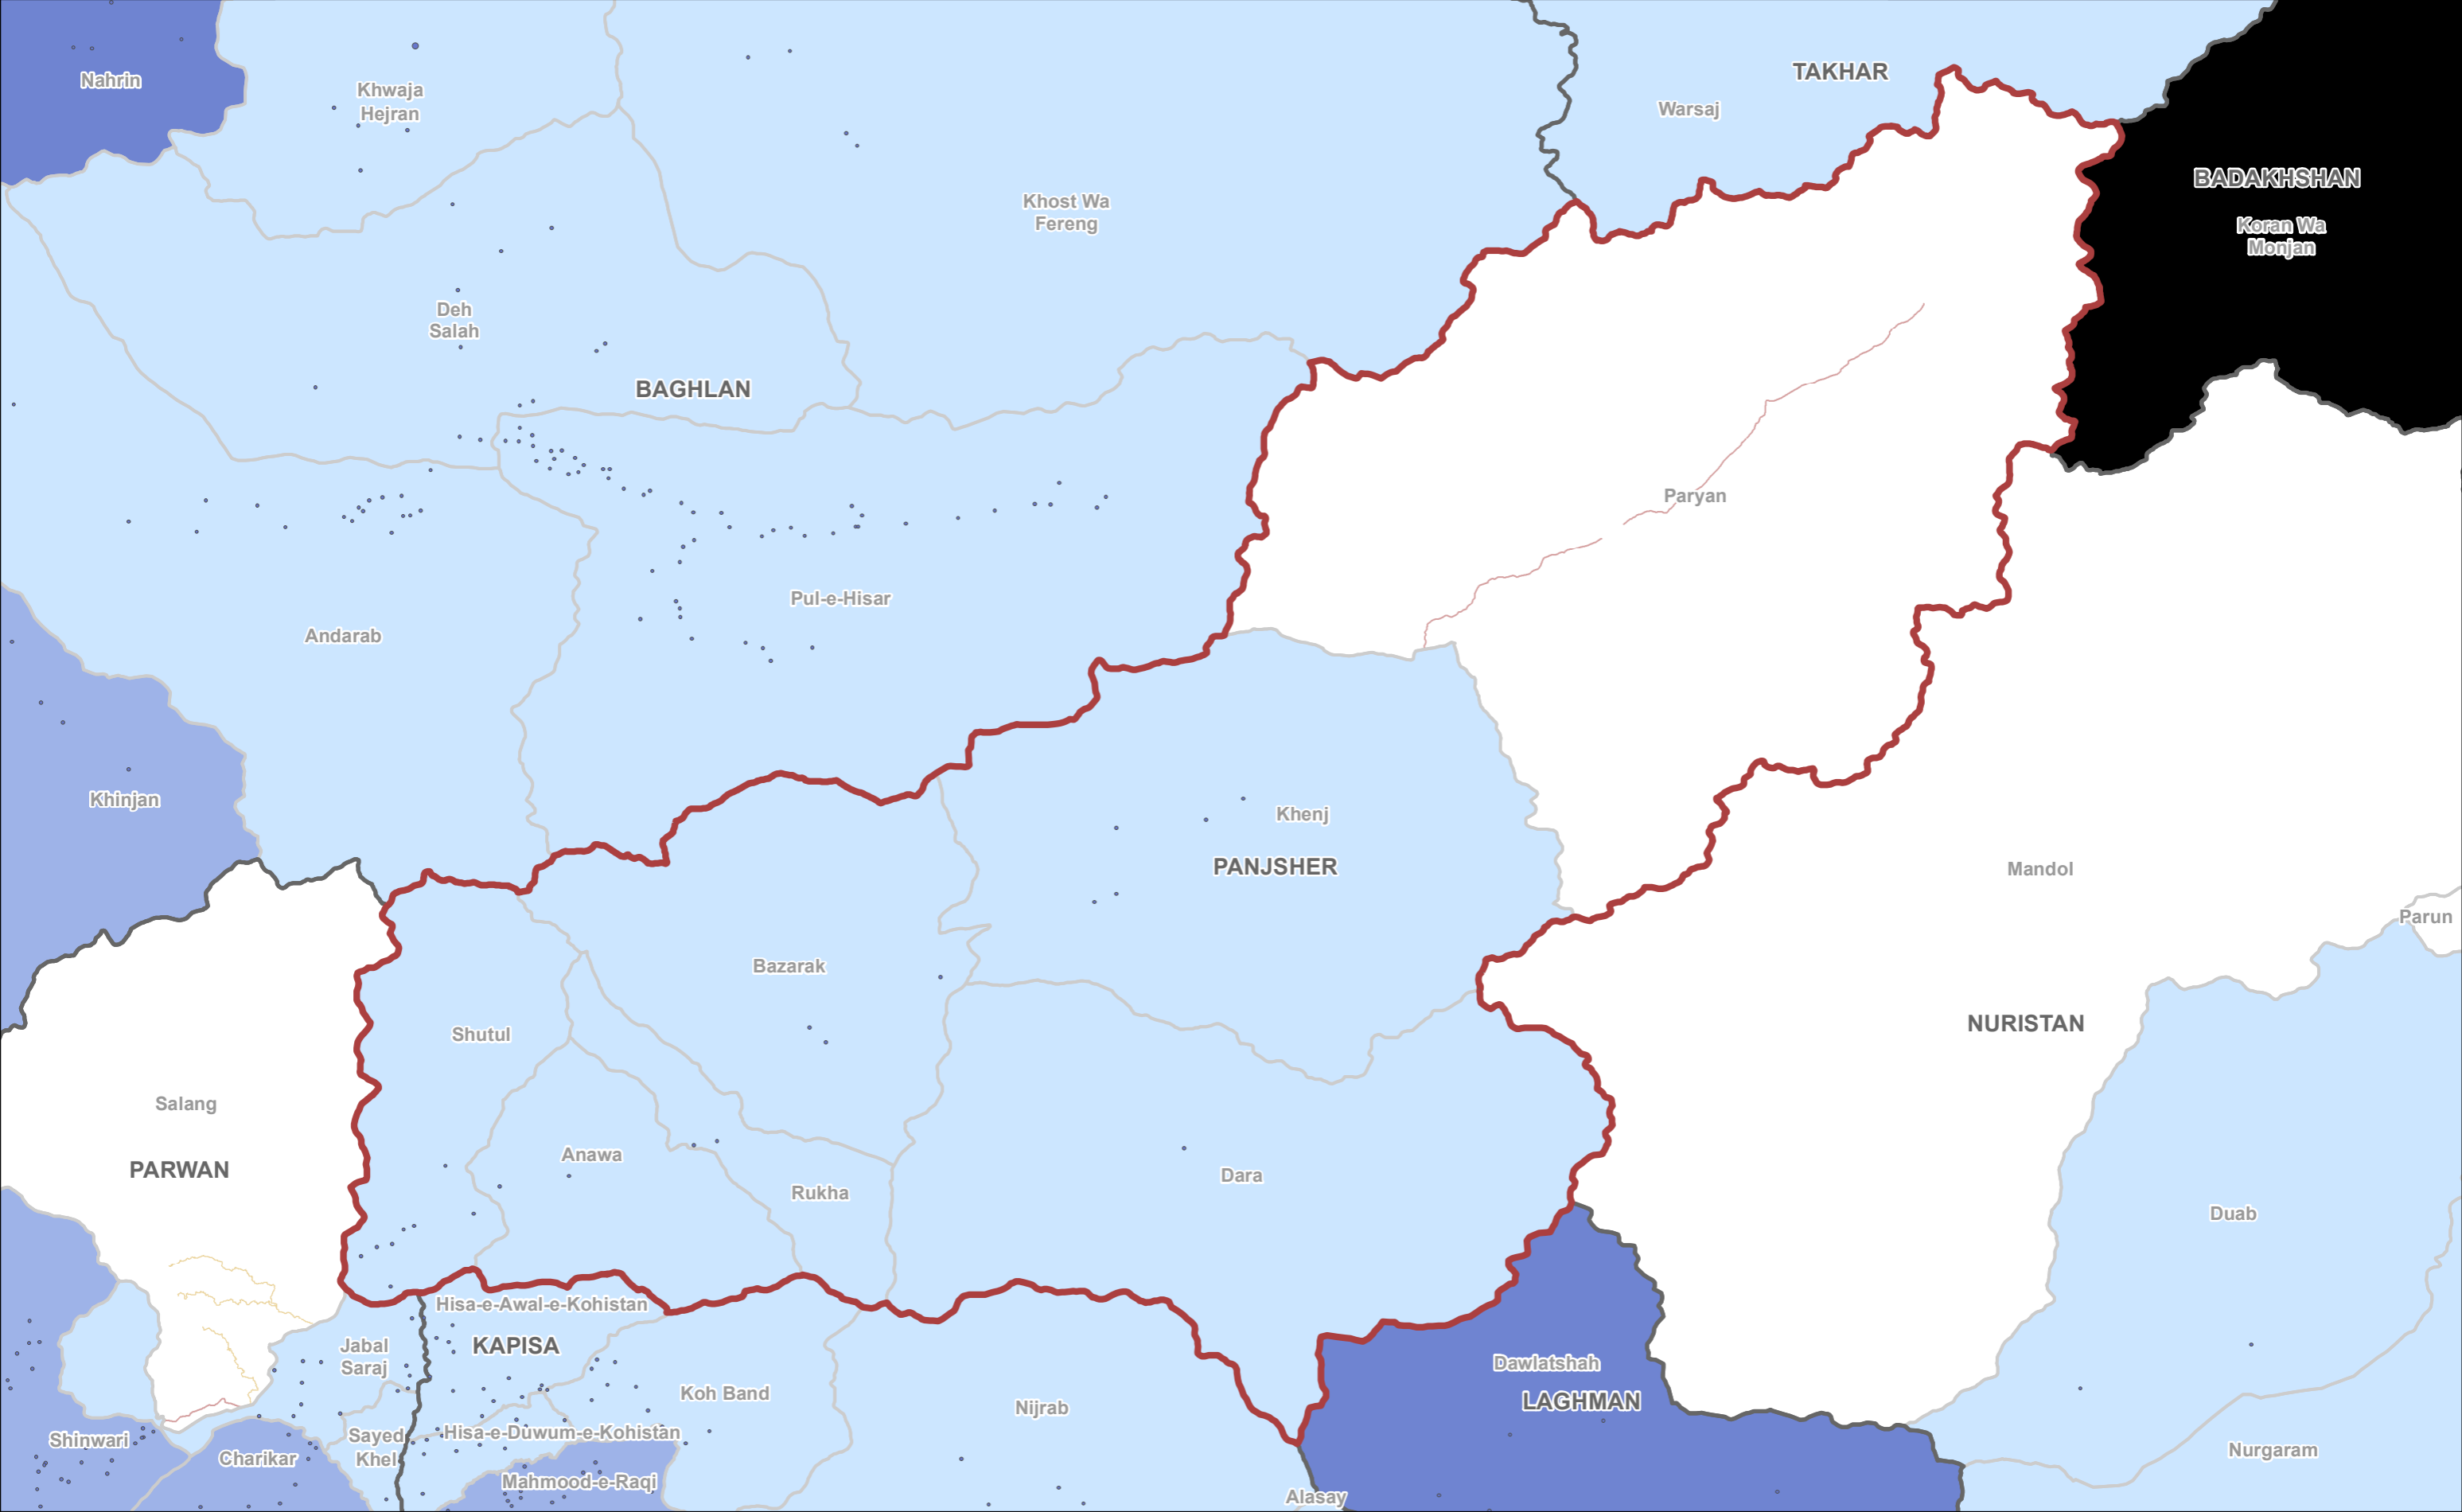 TAKHAR
Nahrin
Khwaja
Hejran
Warsaj
BADAKHSHAN
Khost Wa
Fereng
Koran Wa
Monjan
Deh
Salah
BAGHLAN
Paryan
Pul-e-Hisar
Andarab
Khinjan
Khenj
PANJSHER
Mandol
Parun
Bazarak
NURISTAN
Shutul
Salang
Anawa
PARWAN
Dara
Rukha
Duab
Hisa-e-Awal-e-Kohistan
KAPISA
Jabal
Saraj
Dawlatshah
Koh Band
LAGHMAN
Nijrab
Hisa-e-Duwum-e-Kohistan
Sayed
Khel
Shinwari
Nurgaram
Charikar
Mahmood-e-Raqi
Alasay